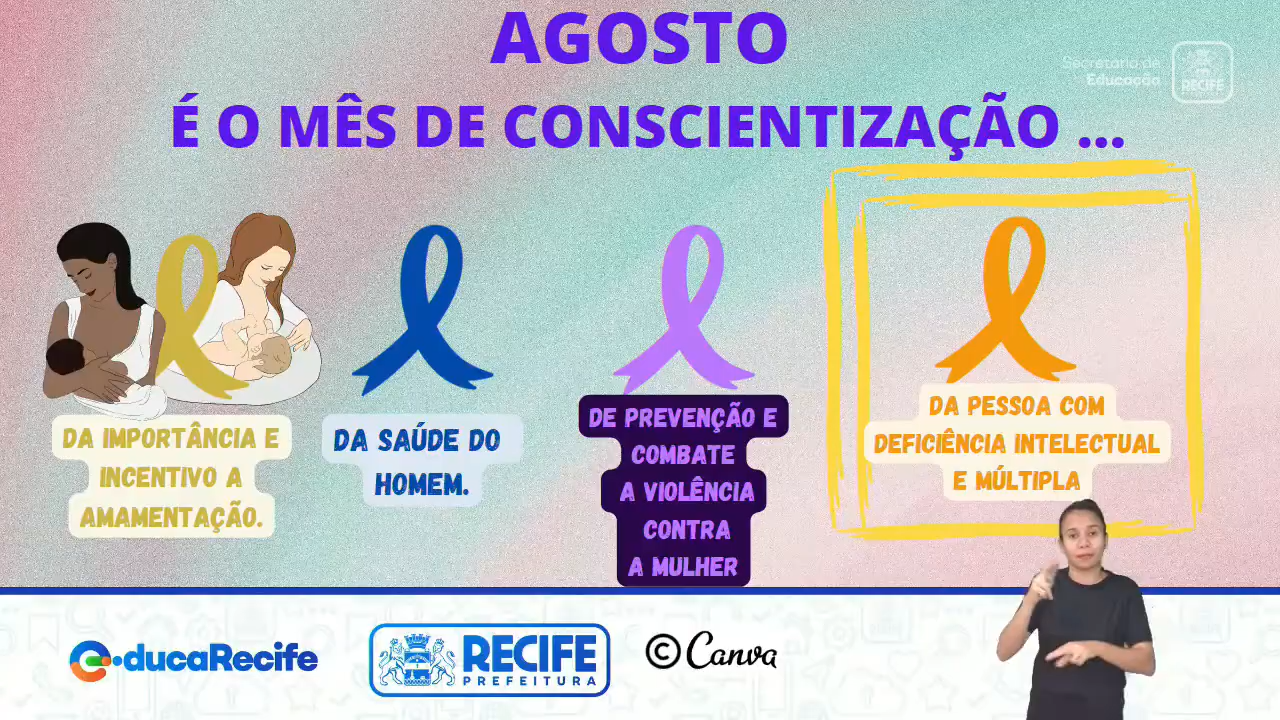 AGOSTO
É O MÊS DE CONSCIENTIZAÇÃO ...
Secretaria de
Educação
RECIFE
DA IMPORTÂNCIA E
INCENTIVO A
AMAMENTAÇÃO.
DA SAÚDE DO
HOMEM.
DE PREVENÇÃO E
COMBATE
A VIOLÊNCIA
CONTRA
A MULHER
DA PESSOA COM
DEFICIÊNCIA INTELECTUAL
E MÚLTIPLA
educaRecife
RECIFE
PREFEITURA
© Canva